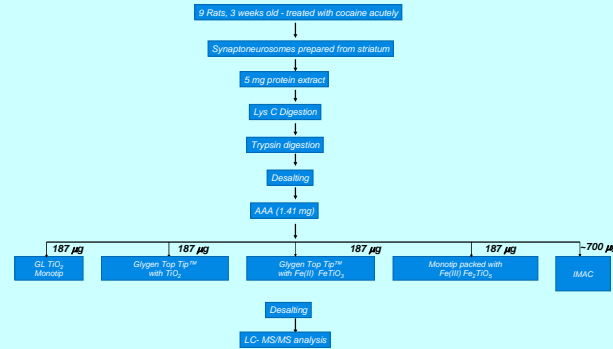 9 Rats, 3 weeks old - treated with cocaine acutely
Synaptoneurosomes prepared from striatum
5 mg protein extract
Lys C Digestion
Trypsin digestion
Desalting
AAA (1.41 mg)
187 µg
187 µg
187 µg
187 µg
~700 µg
GL TiO2
Monotip
Glygen Top Tip™
with TiO2
Glygen Top Tip™
with Fe(II) FeTiO3
Monotip packed with
Fe(III) Fe2TiO5
IMAC
Desalting
LC- MS/MS analysis